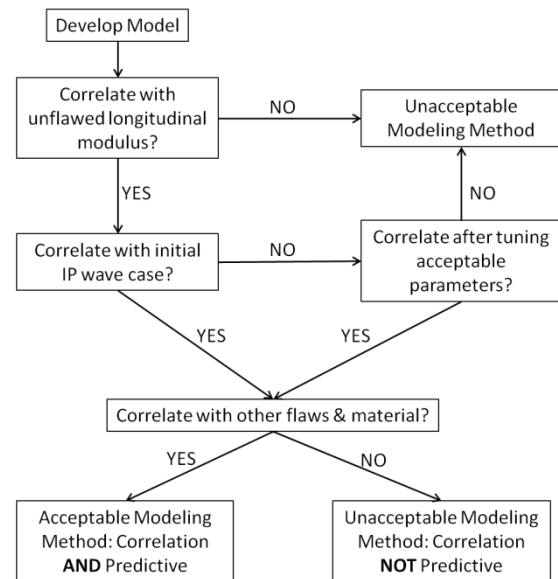 Develop Model
Correlate with
unflawed longitudinal
modulus?
NO
Unacceptable
Modeling Method
YES
NO
Correlate with initial
IP wave case?
NO
Correlate after tuning
acceptable
parameters?
YES
YES
Correlate with other flaws & material?
YES
NO
Acceptable Modeling
Method: Correlation
AND Predictive
Unacceptable Modeling
Method: Correlation
NOT Predictive